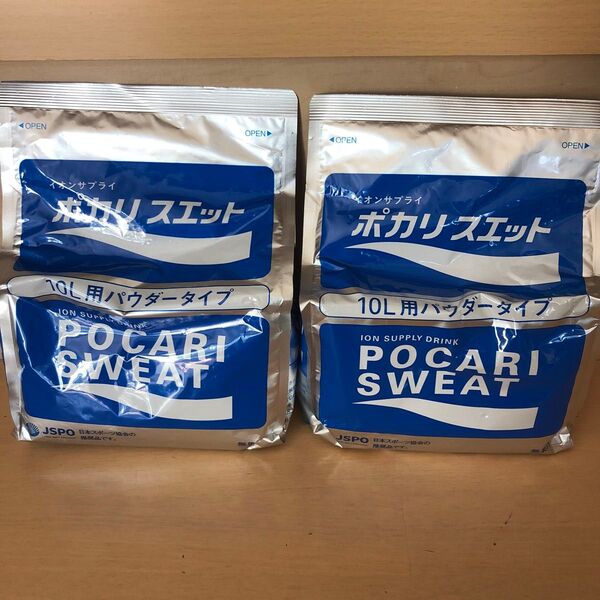 ◀OPEN OPEN▶
イオンサプライ
ポカリスエット
10L用パウダータイプ
ION SUPPLY DRINK
POCARI
SWEAT
JSPO 日本スポーツ協会の
推奨品です。
◀OPEN OPEN▶
イオンサプライ
ポカリスエット
10L用パウダータイプ
ION SUPPLY DRINK
POCARI
SWEAT
JSPO 日本スポーツ協会の
推奨品です。